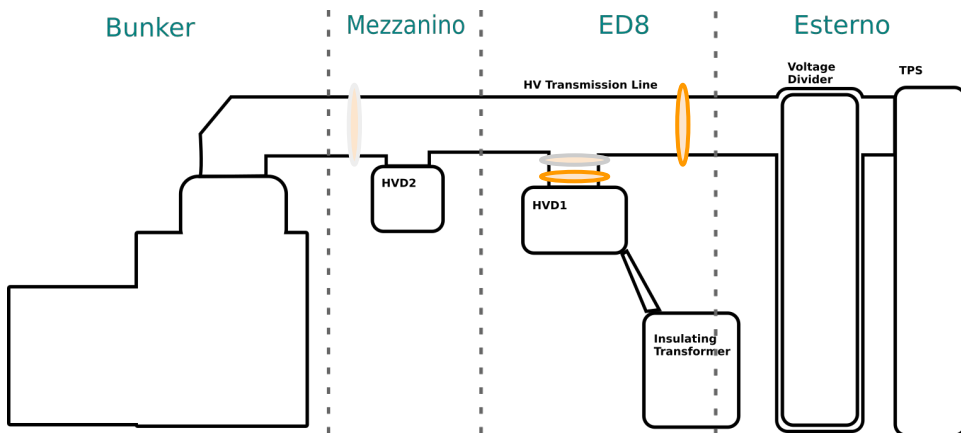 Bunker
Mezzanino
ED8
Esterno
HV Transmission Line
Voltage
Divider
TPS
HVD2
HVD1
Insulating
Transformer